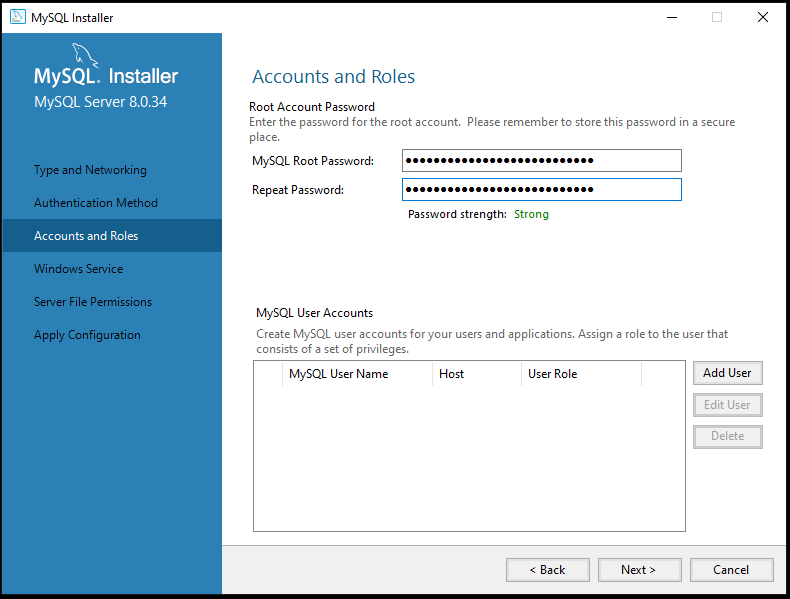 MySQL Installer
MySQL. Installer
MySQL Server 8.0.34
Type and Networking
Authentication Method
Accounts and Roles
Windows Service
Server File Permissions
Apply Configuration
Accounts and Roles
Root Account Password
Enter the password for the root account. Please remember to store this password in a secure
place.
MySQL Root Password: ●●●●●●●●●●●●●●●●●●●●●●●●●●●
Repeat Password: ●●●●●●●●●●●●●●●●●●●●●●●●●●●
Password strength: Strong
MySQL User Accounts
Create MySQL user accounts for your users and applications. Assign a role to the user that
consists of a set of privileges.
MySQL User Name Host User Role
Add User
Edit User
Delete
< Back Next > Cancel